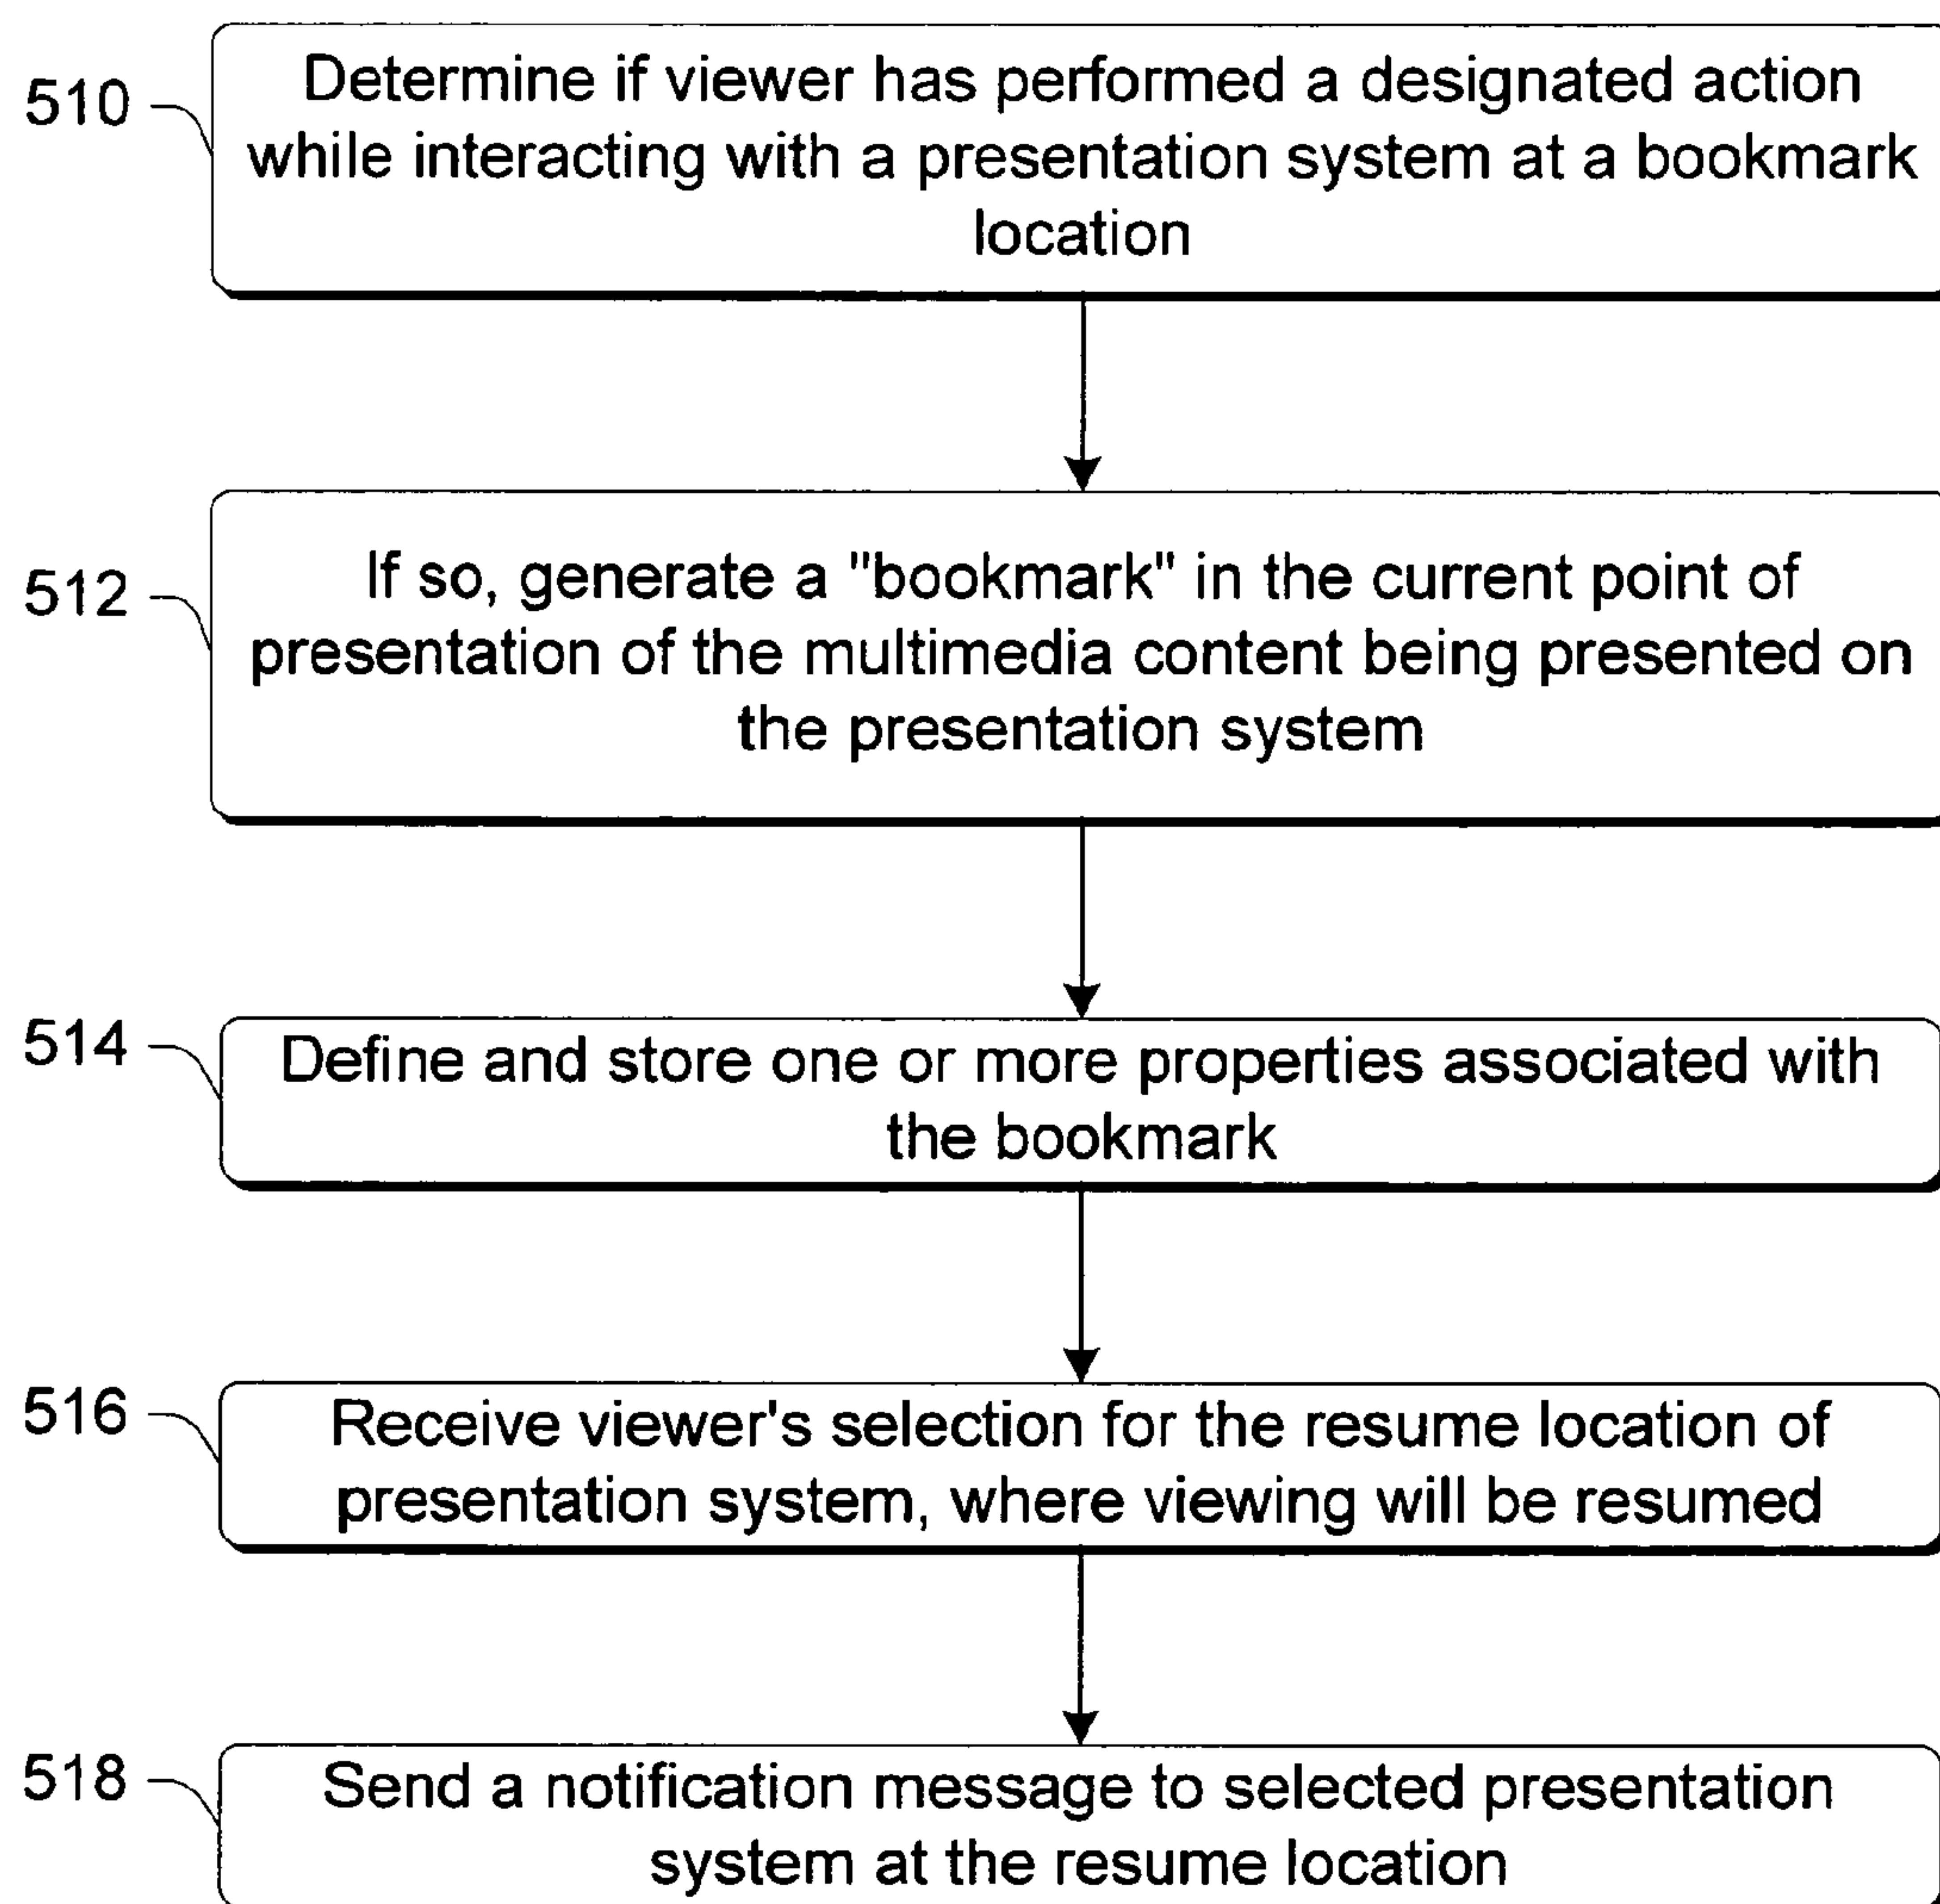 510
Determine if viewer has performed a designated action
while interacting with a presentation system at a bookmark
location
512
If so, generate a "bookmark" in the current point of
presentation of the multimedia content being presented on
the presentation system
514
Define and store one or more properties associated with
the bookmark
516
Receive viewer's selection for the resume location of
presentation system, where viewing will be resumed
518
Send a notification message to selected presentation
system at the resume location